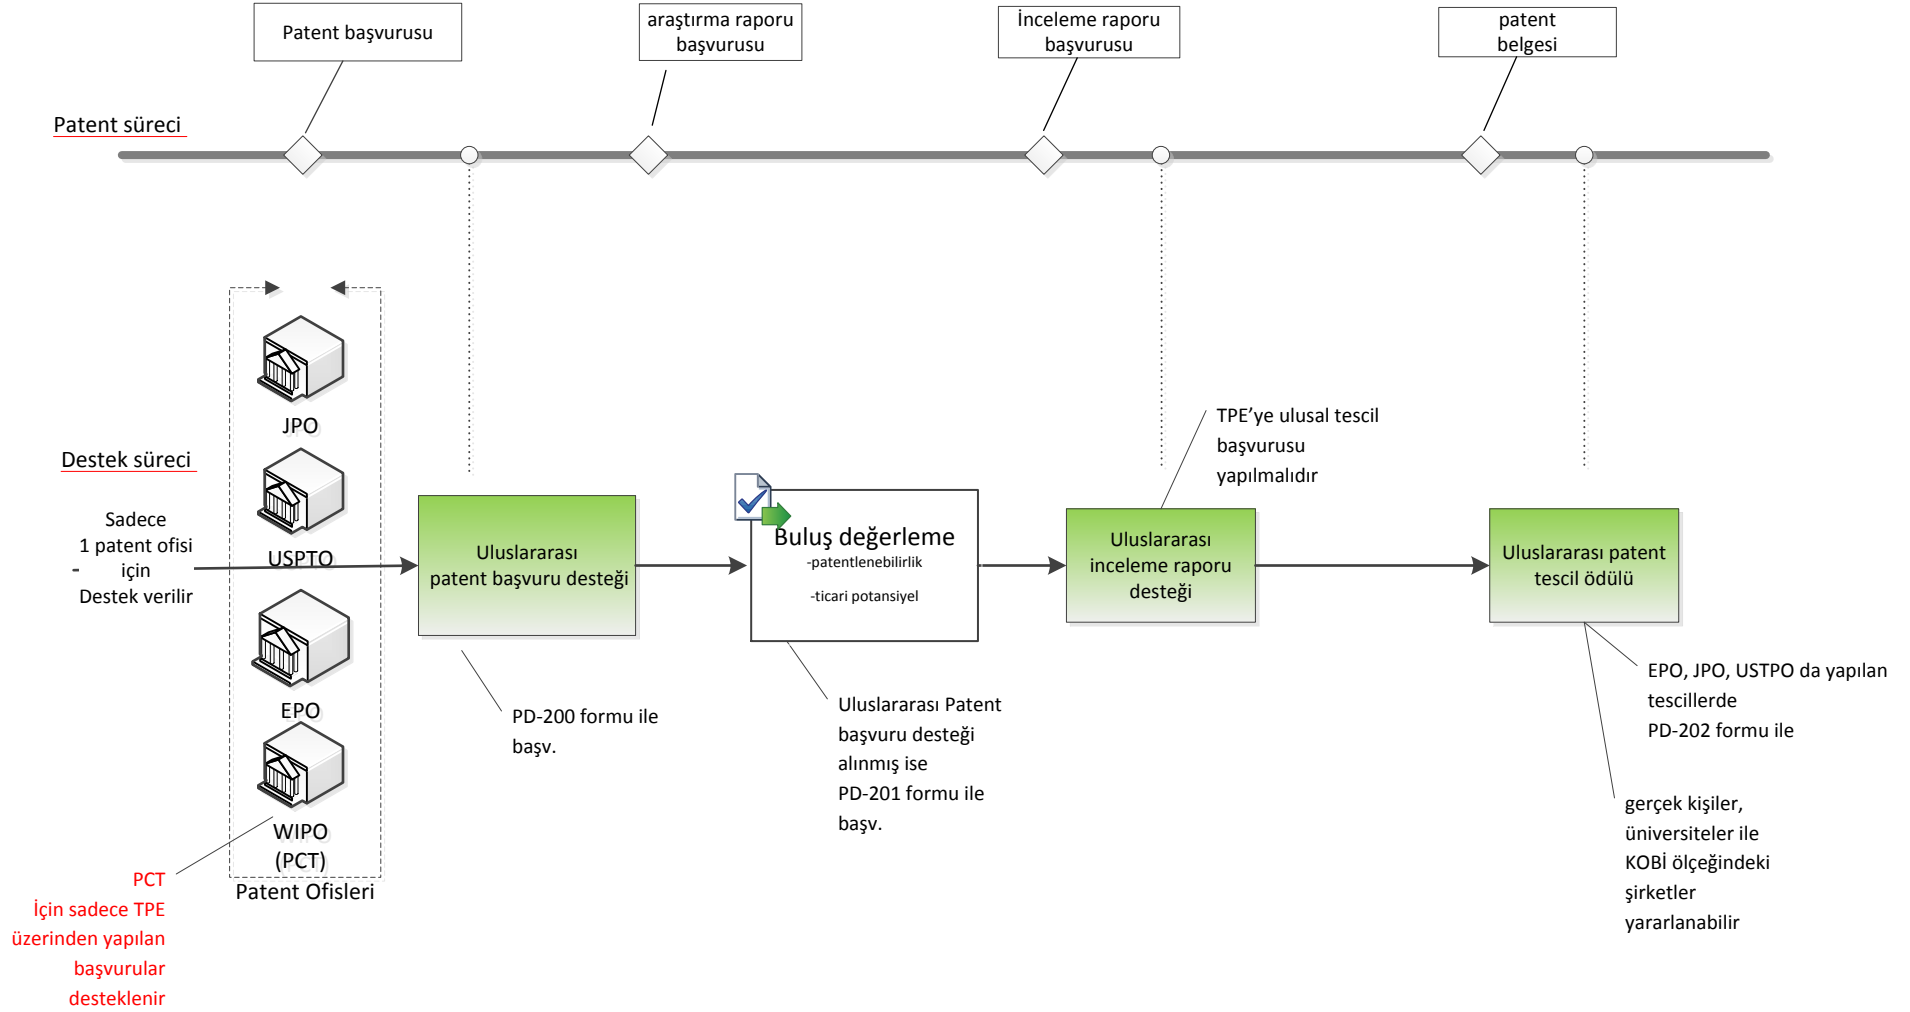 Patent başvurusu
araştırma raporu
başvurusu
İnceleme raporu
başvurusu
patent
belgesi
Patent süreci
JPO
USPTO
EPO
WIPO
(PCT)
Patent Ofisleri
Destek süreci
Sadece
1 patent ofisi
için
Destek verilir
PCT
İçin sadece TPE
üzerinden yapılan
başvurular
desteklenir
Uluslararası
patent başvuru desteği
PD-200 formu ile
başv.
Buluş değerleme
-patentlenebilirlik
-ticari potansiyel
Uluslararası Patent
başvuru desteği
alınmış ise
PD-201 formu ile
başv.
TPE’ye ulusal tescil
başvurusu
yapılmalıdır
Uluslararası
inceleme raporu
desteği
Uluslararası patent
tescil ödülü
EPO, JPO, USTPO da yapılan
tescillerde
PD-202 formu ile
gerçek kişiler,
üniversiteler ile
KOBİ ölçeğindeki
şirketler
yararlanabilir